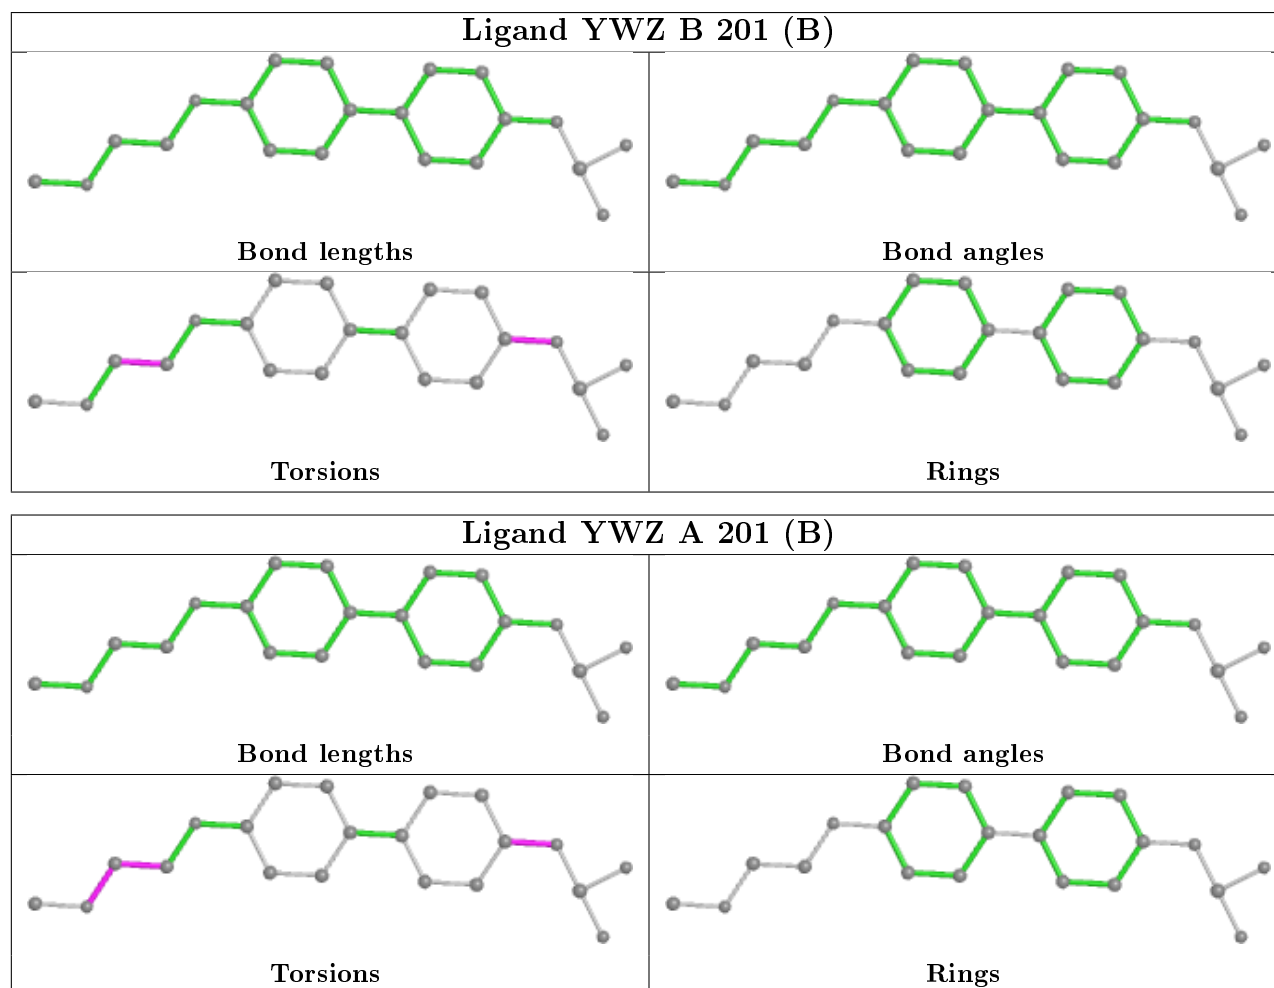 Ligand YWZ B 201 (B)
Bond lengths
Bond angles
Torsions
Rings
Ligand YWZ A 201 (B)
Bond lengths
Bond angles
Torsions
Rings